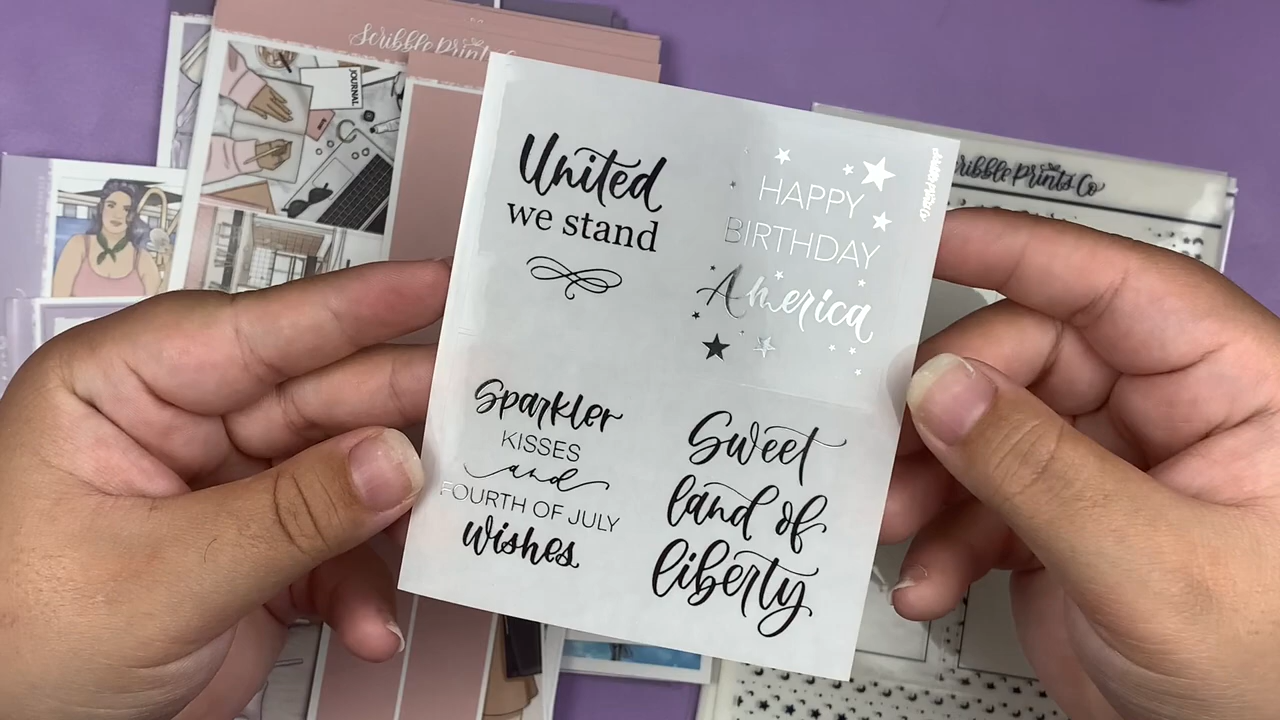 Scribble Prints Co
JOURNAL
United
we stand
HAPPY
BIRTHDAY
America
Sparkler
KISSES
and
FOURTH OF JULY
wishes
Sweet
land of
liberty
Scribble Prints Co